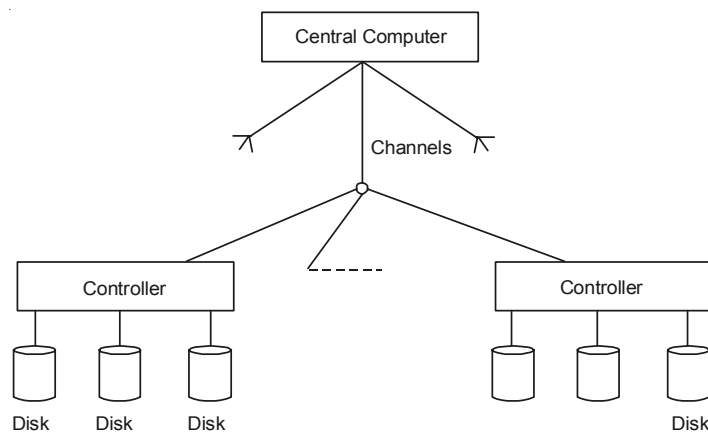 Central Computer
Channels
Controller Controller
Disk Disk Disk Disk